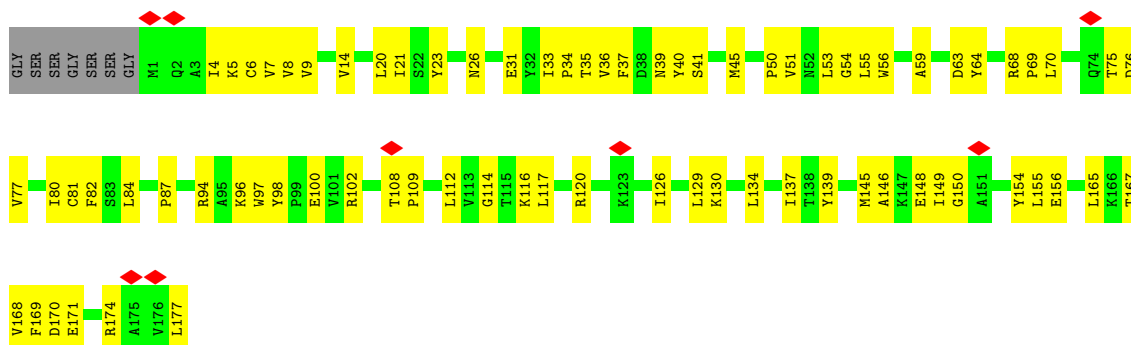 GLY SER SER GLY SER SER GLY M1 Q2 A3 I4 K5 C6 V7 V8 V9 V14 L20 I21 S22 Y23 N26 E31 Y32 I33 P34 T35 V36 F37 D38 N39 Y40 S41 M45 P50 V51 N52 L53 G54 L55 W56 A59 D63 Y64 R68 P69 L70 Q74 T75 D76
V77 I80 C81 F82 S83 L84 P87 R94 A95 K96 W97 Y98 P99 E100 V101 R102 T108 P109 L112 V113 G114 T115 K116 L117 R120 K123 I126 L129 K130 L134 I137 T138 Y139 M145 A146 K147 E148 I149 G150 A151 Y154 L155 E156 L165 K166 T167
V168 F169 D170 E171 R174 A175 V176 L177